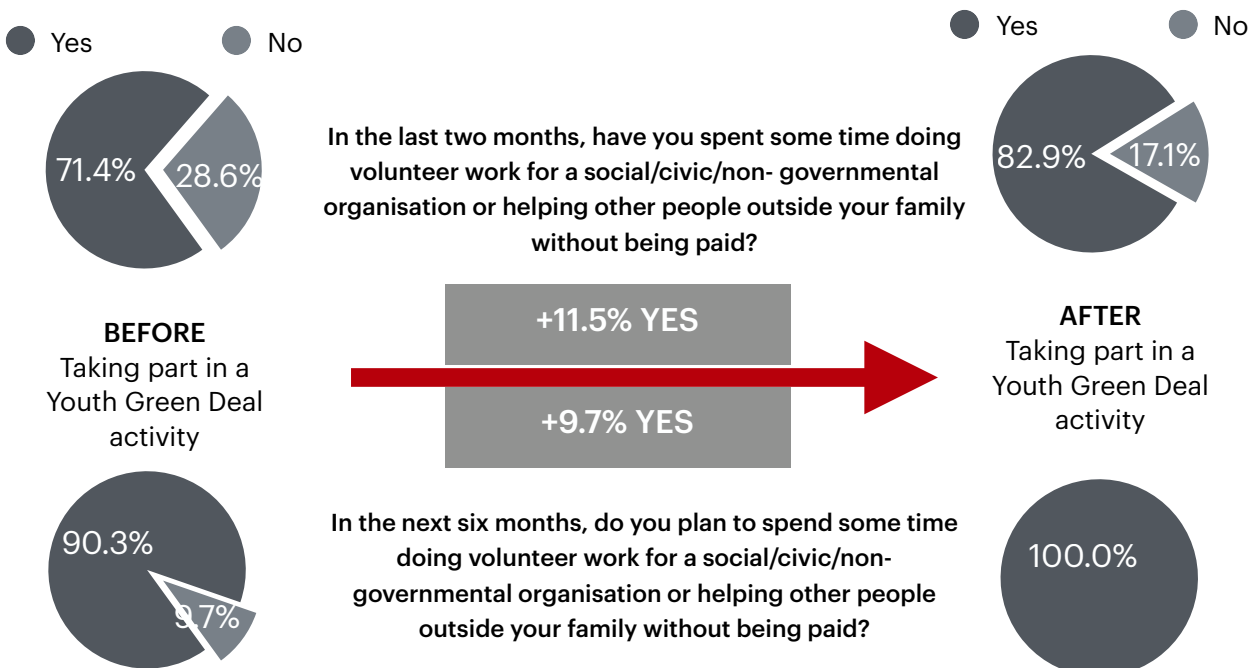 Yes No
71.4% 28.6%
In the last two months, have you spent some time doing
volunteer work for a social/civic/non- governmental
organisation or helping other people outside your family
without being paid?
Yes No
82.9% 17.1%
BEFORE
Taking part in a
Youth Green Deal
activity
+11.5% YES
+9.7% YES
AFTER
Taking part in a
Youth Green Deal
activity
90.3%
9.7%
In the next six months, do you plan to spend some time
doing volunteer work for a social/civic/non-
governmental organisation or helping other people
outside your family without being paid?
100.0%